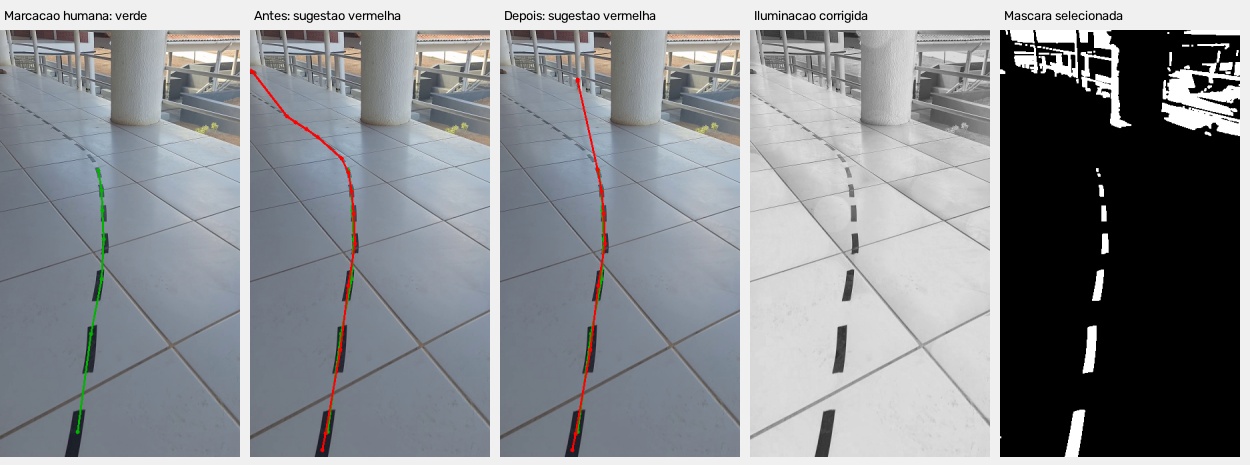 Marcacao humana: verde
Antes: sugestao vermelha
Depois: sugestao vermelha
Iluminacao corrigida
Mascara selecionada